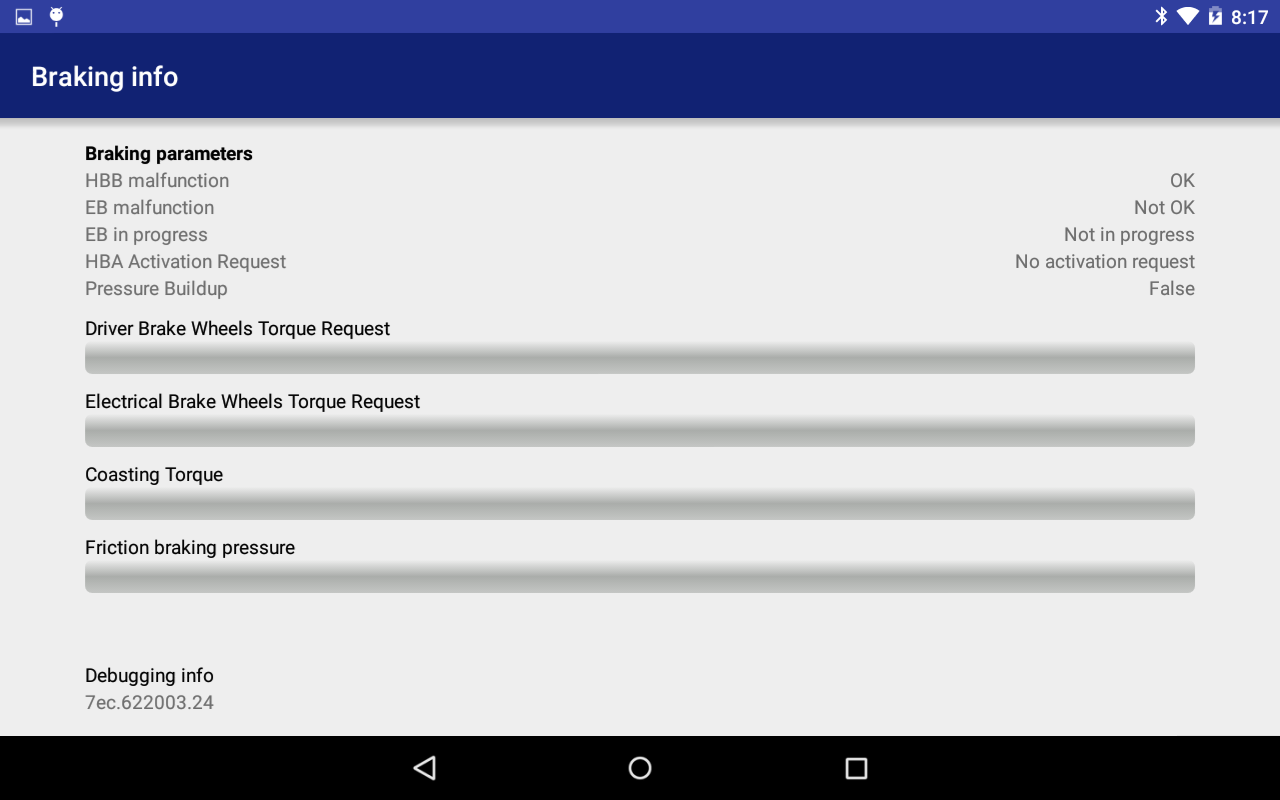 8:17
Braking info
Braking parameters
HBB malfunction OK
EB malfunction Not OK
EB in progress Not in progress
HBA Activation Request No activation request
Pressure Buildup False
Driver Brake Wheels Torque Request
Electrical Brake Wheels Torque Request
Coasting Torque
Friction braking pressure
Debugging info
7ec.622003.24